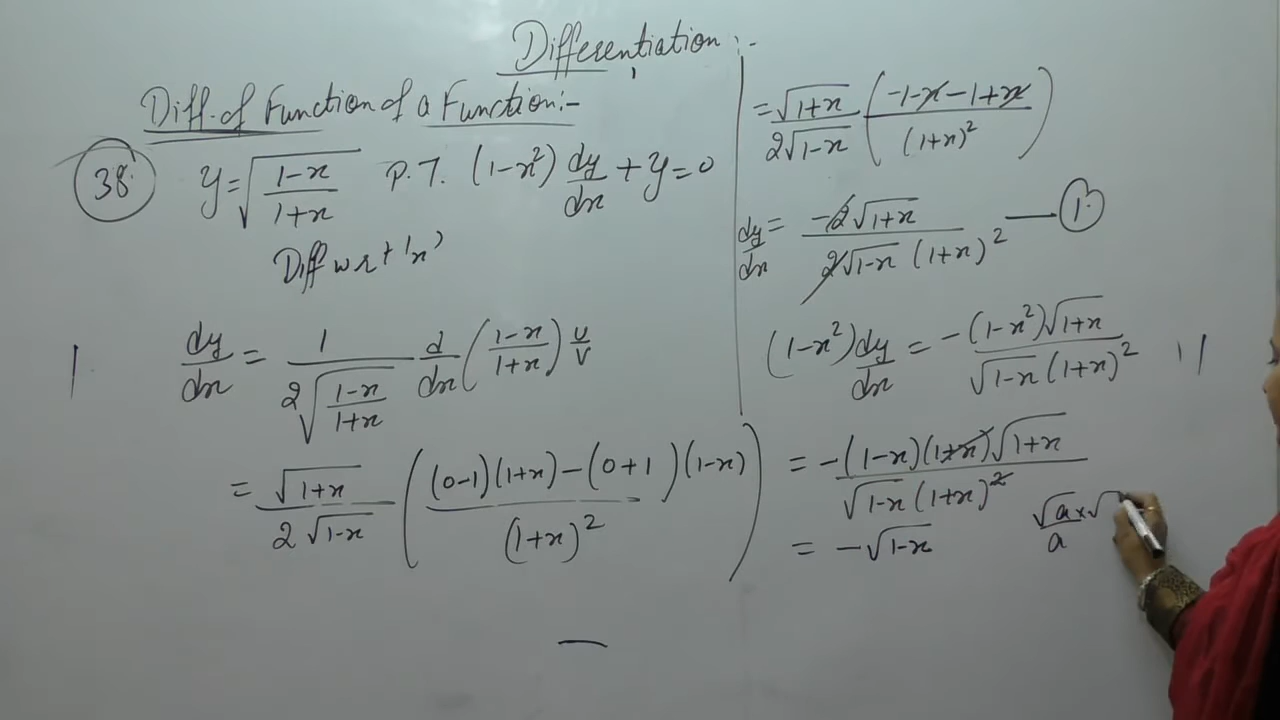 Differentiation :-
Diff. of Function of a Function:-
38. y = √((1-x)/(1+x)) P.T. (1-x²) dy/dx + y = 0
Diff w r t 'x'
dy/dx = 1/(2√((1-x)/(1+x))) d/dx ((1-x)/(1+x)) u/v
= √(1+x)/(2√(1-x)) (((0-1)(1+x)-(0+1)(1-x))/(1+x)²)
= √(1+x)/(2√(1-x)) ((-1-x-1+x)/(1+x)²)
dy/dx = -2√(1+x)/(2√(1-x)(1+x)²) — 1.
(1-x²) dy/dx = -(1-x²)√(1+x)/(√(1-x)(1+x)²)
= -(1-x)(1+x)√(1+x)/(√(1-x)(1+x)²)
= -√(1-x) √a×√/a